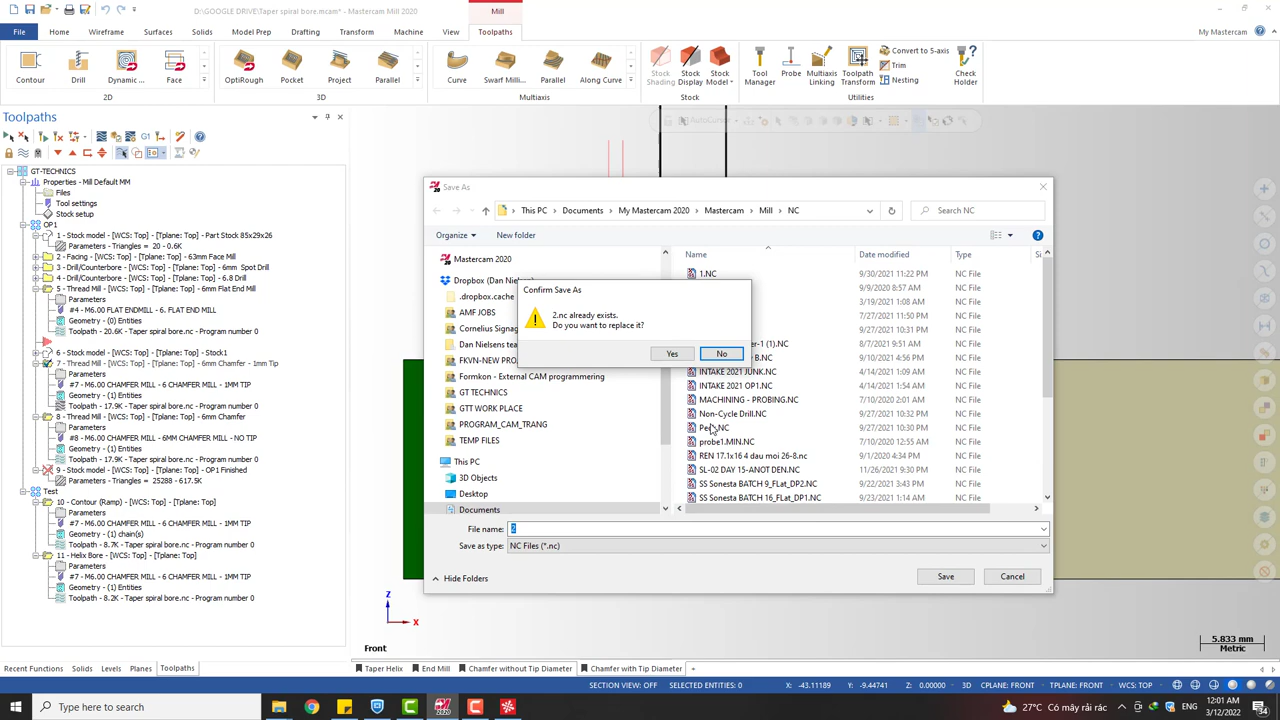 D:\GOOGLE DRIVE\Taper spiral bore.mcam* - Mastercam Mill 2020
Mill
File Home Wireframe Surfaces Solids Model Prep Drafting Transform Machine View Toolpaths
My Mastercam
Contour Drill Dynamic ... Face OptiRough Pocket Project Parallel Curve Swarf Milli... Parallel Along Curve Stock Shading Stock Display Stock Model Tool Manager Probe Multiaxis Linking Toolpath Transform Convert to 5-axis Trim Nesting Check Holder
2D 3D Multiaxis Stock Utilities
Toolpaths
AutoCursor
G1
GT-TECHNICS
Properties - Mill Default MM
Files
Tool settings
Stock setup
OP1
1 - Stock model - [WCS: Top] - [Tplane: Top] - Part Stock 85x29x26
Parameters - Triangles = 20 - 0.6K
2 - Facing - [WCS: Top] - [Tplane: Top] - 63mm Face Mill
3 - Drill/Counterbore - [WCS: Top] - [Tplane: Top] - 6mm Spot Drill
4 - Drill/Counterbore - [WCS: Top] - [Tplane: Top] - 6.8 Drill
5 - Thread Mill - [WCS: Top] - [Tplane: Top] - 6mm Flat End Mill
Parameters
#4 - M6.00 FLAT ENDMILL - 6. FLAT END MILL
Geometry - (0) Entities
Toolpath - 20.6K - Taper spiral bore.nc - Program number 0
6 - Stock model - [WCS: Top] - [Tplane: Top] - Stock1
7 - Thread Mill - [WCS: Top] - [Tplane: Top] - 6mm Chamfer - 1mm Tip
Parameters
#7 - M6.00 CHAMFER MILL - 6 CHAMFER MILL - 1MM TIP
Geometry - (0) Entities
Toolpath - 17.9K - Taper spiral bore.nc - Program number 0
8 - Thread Mill - [WCS: Top] - [Tplane: Top] - 6mm Chamfer
Parameters
#8 - M6.00 CHAMFER MILL - 6MM CHAMFER MILL - NO TIP
Geometry - (0) Entities
Toolpath - 17.9K - Taper spiral bore.nc - Program number 0
9 - Stock model - [WCS: Top] - [Tplane: Top] - OP1 Finished
Parameters - Triangles = 25288 - 617.5K
Test
10 - Contour (Ramp) - [WCS: Top] - [Tplane: Top]
Parameters
#7 - M6.00 CHAMFER MILL - 6 CHAMFER MILL - 1MM TIP
Geometry - (1) chain(s)
Toolpath - 8.7K - Taper spiral bore.nc - Program number 0
11 - Helix Bore - [WCS: Top] - [Tplane: Top]
Parameters
#7 - M6.00 CHAMFER MILL - 6 CHAMFER MILL - 1MM TIP
Geometry - (1) Entities
Toolpath - 8.2K - Taper spiral bore.nc - Program number 0
Save As
This PC > Documents > My Mastercam 2020 > Mastercam > Mill > NC
Search NC
Organize New folder
Mastercam 2020
Dropbox (Dan Niels
.dropbox.cache
AMF JOBS
Cornelius Signag
Dan Nielsens tea
FKVN-NEW PRO
Formkon - External CAM programming
GT TECHNICS
GTT WORK PLACE
PROGRAM_CAM_TRANG
TEMP FILES
This PC
3D Objects
Desktop
Documents
Name Date modified Type Si
1.NC 9/30/2021 11:22 PM NC File
9/9/2020 8:57 AM NC File
3/19/2021 1:08 AM NC File
7/27/2021 11:50 PM NC File
7/10/2020 12:51 AM NC File
er-1 (1).NC 8/7/2021 9:51 AM NC File
B.NC 9/10/2021 4:56 PM NC File
INTAKE 2021 JUNK.NC 4/14/2021 3:08 AM NC File
INTAKE 2021 OP1.NC 4/14/2021 1:58 AM NC File
MACHINING - PROBING.NC 7/10/2020 2:01 AM NC File
Non-Cycle Drill.NC 9/27/2021 10:32 PM NC File
Pe NC 9/27/2021 10:30 PM NC File
probe1.MIN.NC 7/10/2020 12:55 AM NC File
REN 17.1x16 4 dau moi 26-8.nc 9/1/2020 4:34 PM NC File
SL-02 DAY 15-ANOT DEN.NC 11/26/2021 9:30 PM NC File
SS Sonesta BATCH 9_FLat_DP2.NC 9/22/2021 3:43 AM NC File
SS Sonesta BATCH 16_FLat_DP1.NC 9/23/2021 1:14 AM NC File
Confirm Save As
2.nc already exists.
Do you want to replace it?
Yes No
File name: 2
Save as type: NC Files (*.nc)
Hide Folders Save Cancel
Z
X
Front
5.833 mm
Metric
Recent Functions Solids Levels Planes Toolpaths
Taper Helix End Mill Chamfer without Tip Diameter Chamfer with Tip Diameter +
SECTION VIEW: OFF SELECTED ENTITIES: 0 X: -43.11189 Y: -9.44741 Z: 0.00000 3D CPLANE: FRONT TPLANE: FRONT WCS: TOP
Type here to search
27°C Có mây rải rác
ENG
12:01 AM
3/12/2022
34